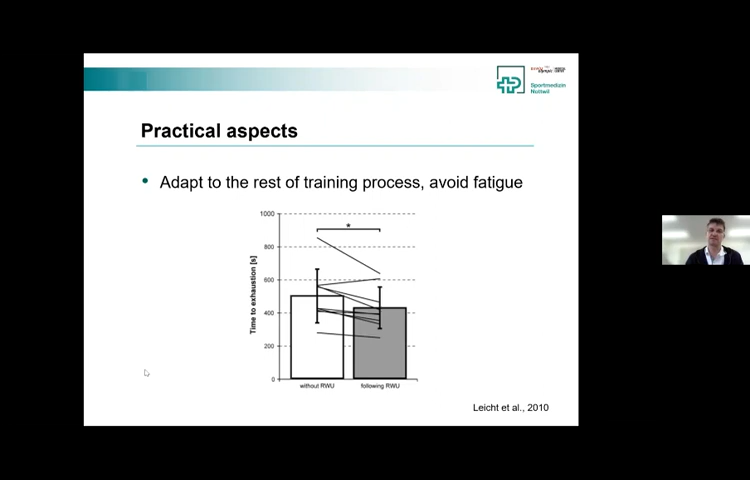 Sportmedizin
Nottwil
Practical aspects
• Adapt to the rest of training process, avoid fatigue
1000
800
600
400
200
0
Time to exhaustion [s]
*
without RWU
following RWU
Leicht et al., 2010